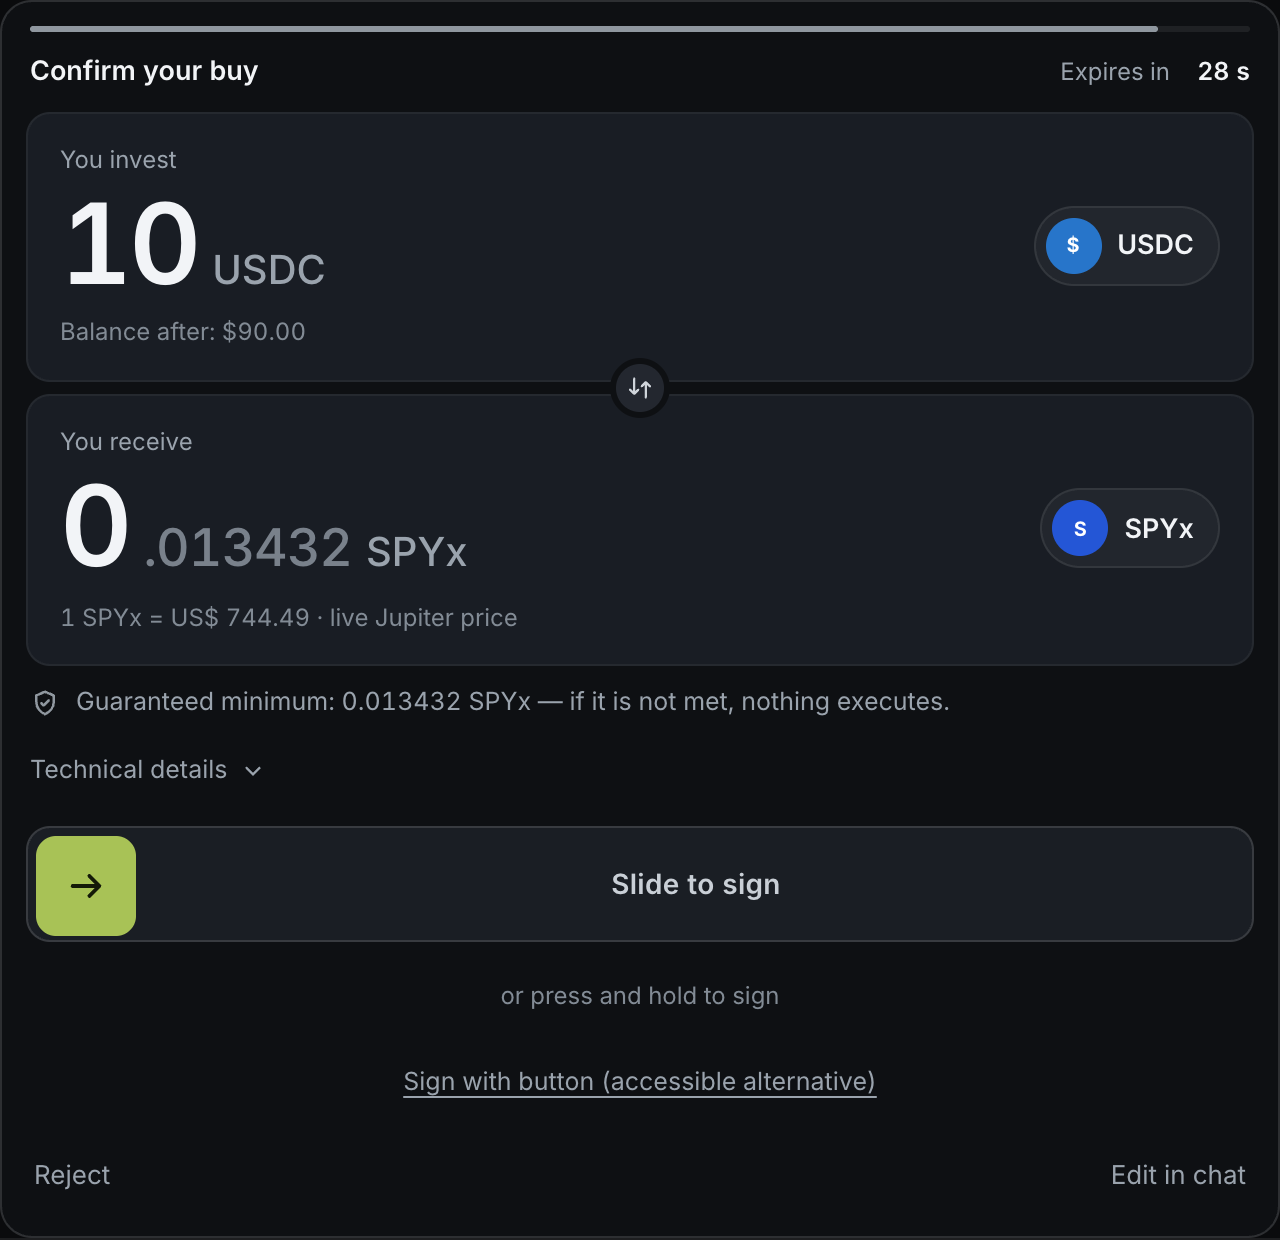 Confirm your buy
Expires in 28 s
You invest
10 USDC
$ USDC
Balance after: $90.00
You receive
0 .013432 SPYx
S SPYx
1 SPYx = US$ 744.49 · live Jupiter price
Guaranteed minimum: 0.013432 SPYx — if it is not met, nothing executes.
Technical details
Slide to sign
or press and hold to sign
Sign with button (accessible alternative)
Reject
Edit in chat